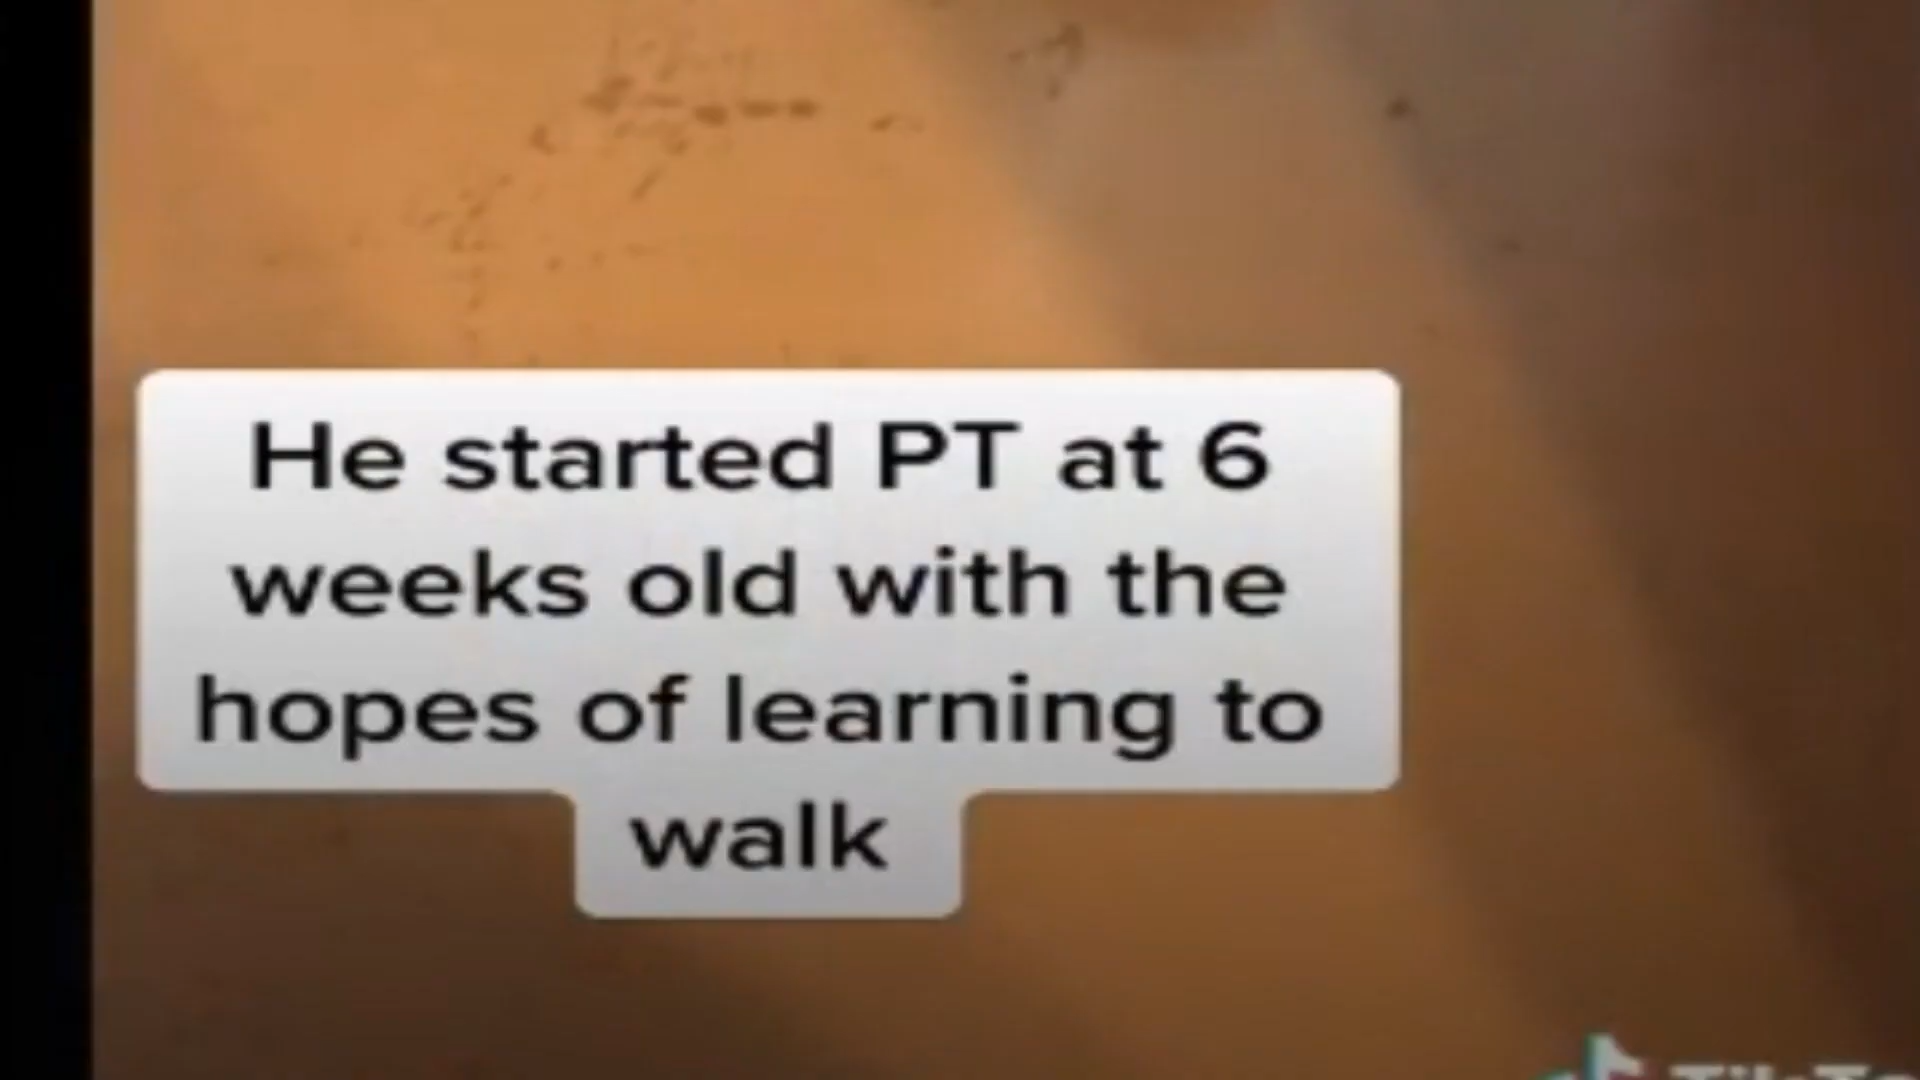 He started PT at 6
weeks old with the
hopes of learning to
walk